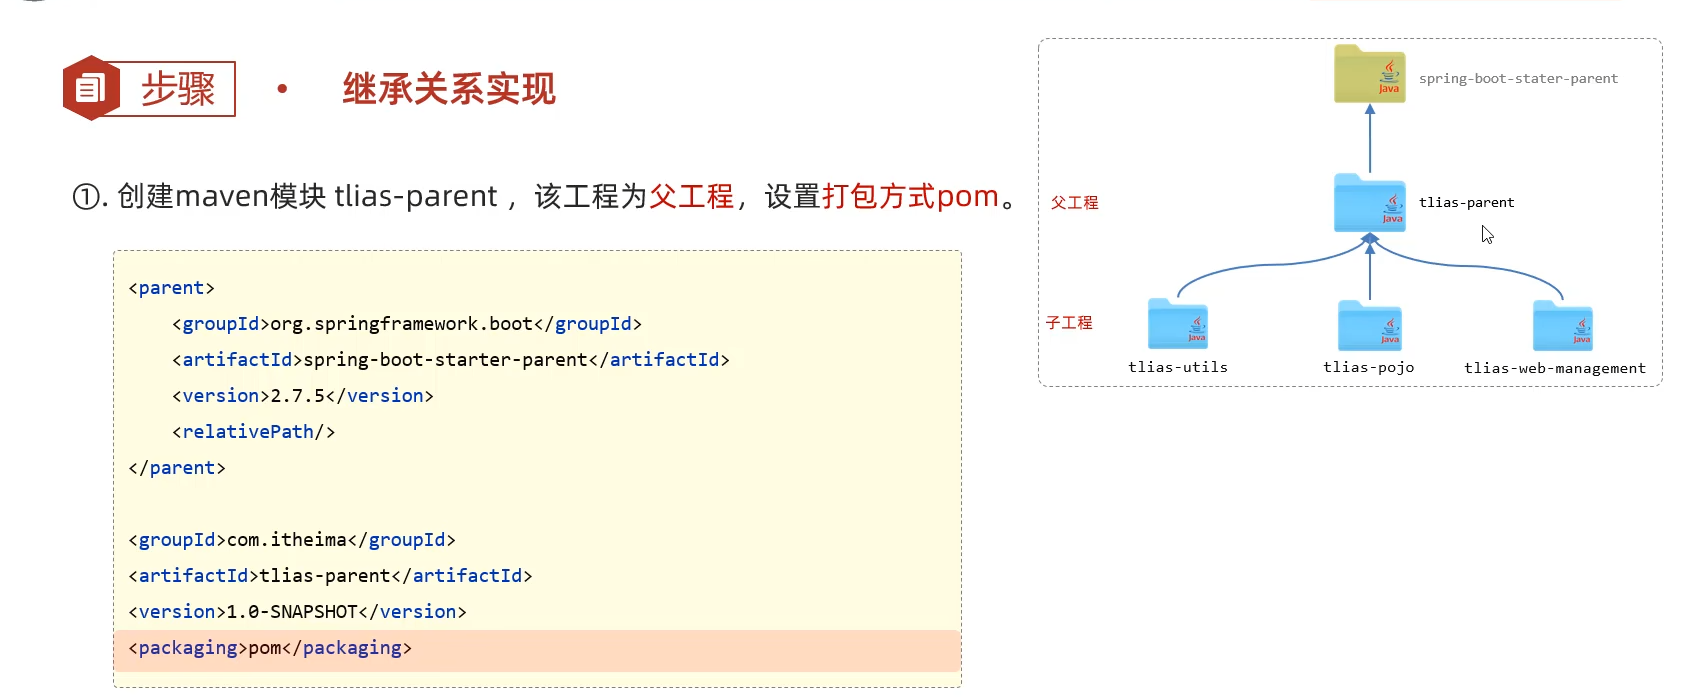 步骤 • 继承关系实现
①. 创建maven模块 tlias-parent ，该工程为父工程，设置打包方式pom。
<parent>
    <groupId>org.springframework.boot</groupId>
    <artifactId>spring-boot-starter-parent</artifactId>
    <version>2.7.5</version>
    <relativePath/>
</parent>
<groupId>com.itheima</groupId>
<artifactId>tlias-parent</artifactId>
<version>1.0-SNAPSHOT</version>
<packaging>pom</packaging>
Java
spring-boot-stater-parent
父工程
Java
tlias-parent
子工程
Java
Java
Java
tlias-utils
tlias-pojo
tlias-web-management